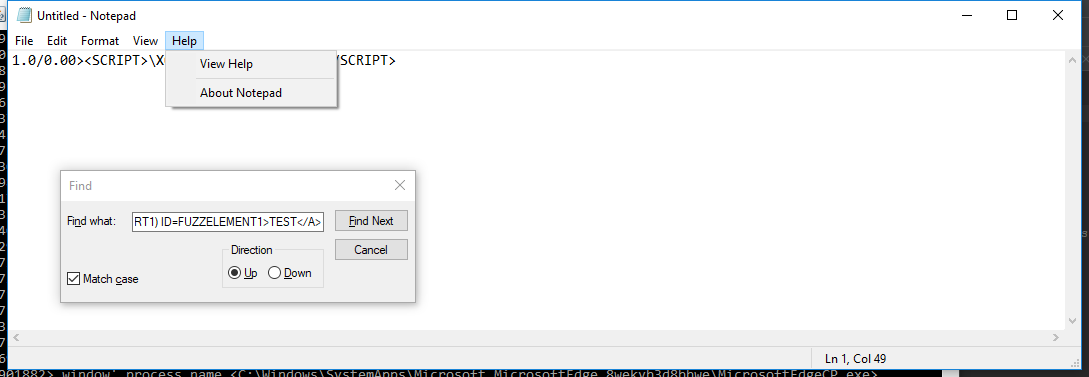 Untitled - Notepad
File Edit Format View Help
1.0/0.00><SCRIPT>\X /SCRIPT>
View Help
About Notepad
Find
Find what: RT1) ID=FUZZELEMENT1>TEST</A> Find Next
Direction Cancel
Up Down
Match case
Ln 1, Col 49
window' process name <C:\Windows\SystemApps\Microsoft.MicrosoftEdge_8wekyb3d8bbwe\MicrosoftEdgeCP.exe>